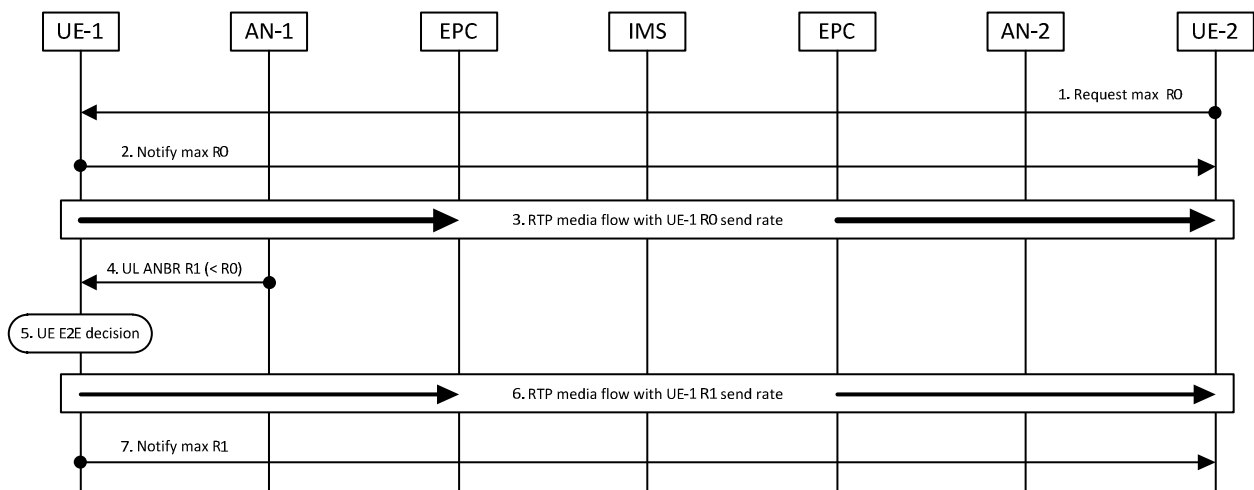 UE-1
AN-1
EPC
IMS
EPC
AN-2
UE-2
1. Request max R0
2. Notify max R0
3. RTP media flow with UE-1 R0 send rate
4. UL ANBR R1 (< R0)
5. UE E2E decision
6. RTP media flow with UE-1 R1 send rate
7. Notify max R1